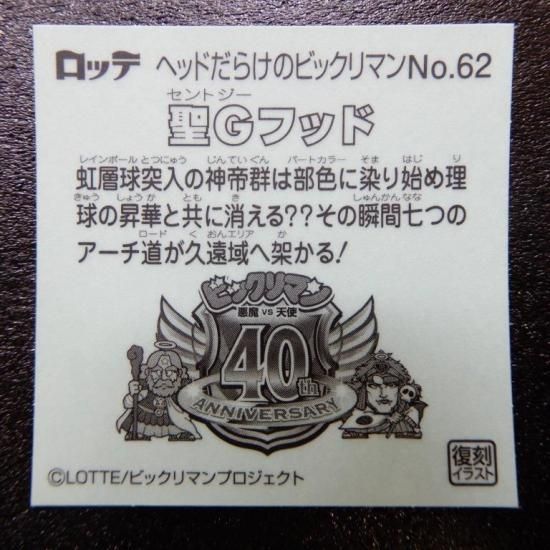 ロッテ ヘッドだらけのビックリマンNo.62
セントジー
聖Gフッド
レインボール とつにゅう じんていぐん パートカラー そま はじ り
虹層球突入の神帝群は部色に染り始め理
きゅう しょうか とも き しゅんかんなな
球の昇華と共に消える??その瞬間七つの
ロード くおんエリア か
アーチ道が久遠域へ架かる!
ビックリマン
悪魔 VS 天使
40th
ANNIVERSARY
復刻
イラスト
©LOTTE/ビックリマンプロジェクト